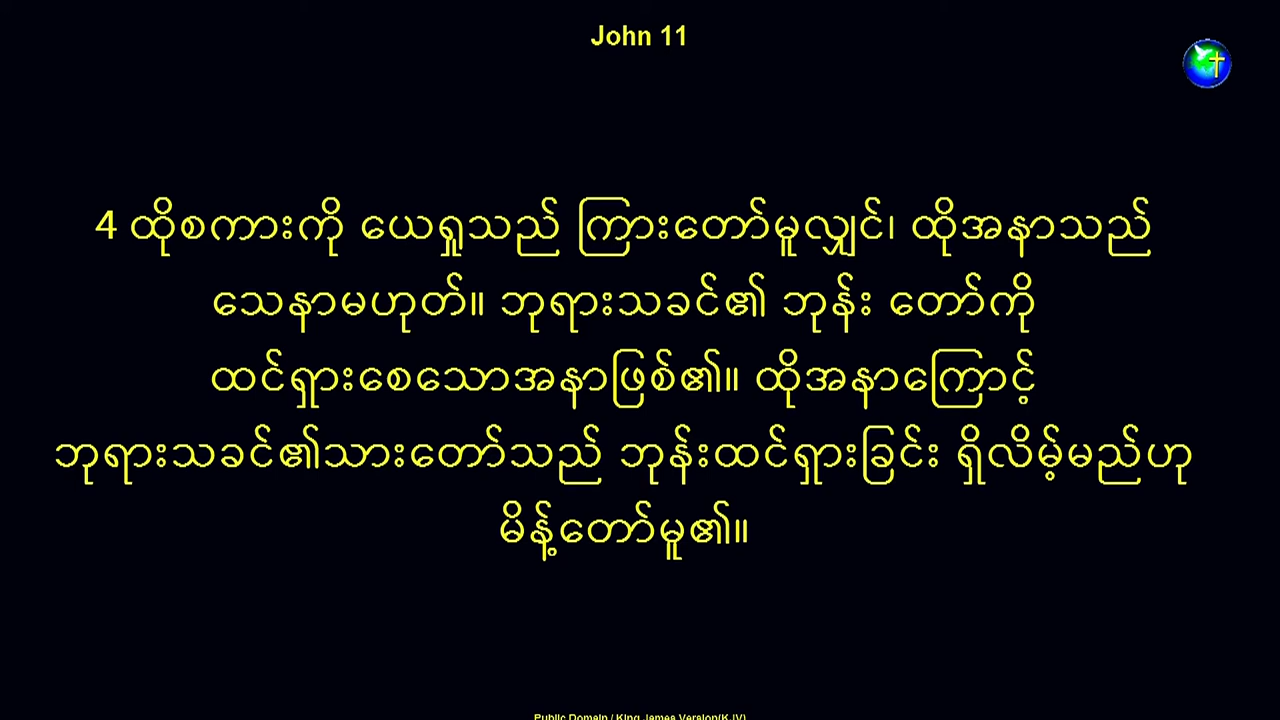 John 11
4 ထိုစကားကို ယေရှုသည် ကြားတော်မူလျှင်၊ ထိုအနာသည်
သေနာမဟုတ်။ ဘုရားသခင်၏ ဘုန်း တော်ကို
ထင်ရှားစေသောအနာဖြစ်၏။ ထိုအနာကြောင့်
ဘုရားသခင်၏သားတော်သည် ဘုန်းထင်ရှားခြင်း ရှိလိမ့်မည်ဟု
မိန့်တော်မူ၏။
Public Domain / King James Version(KJV)